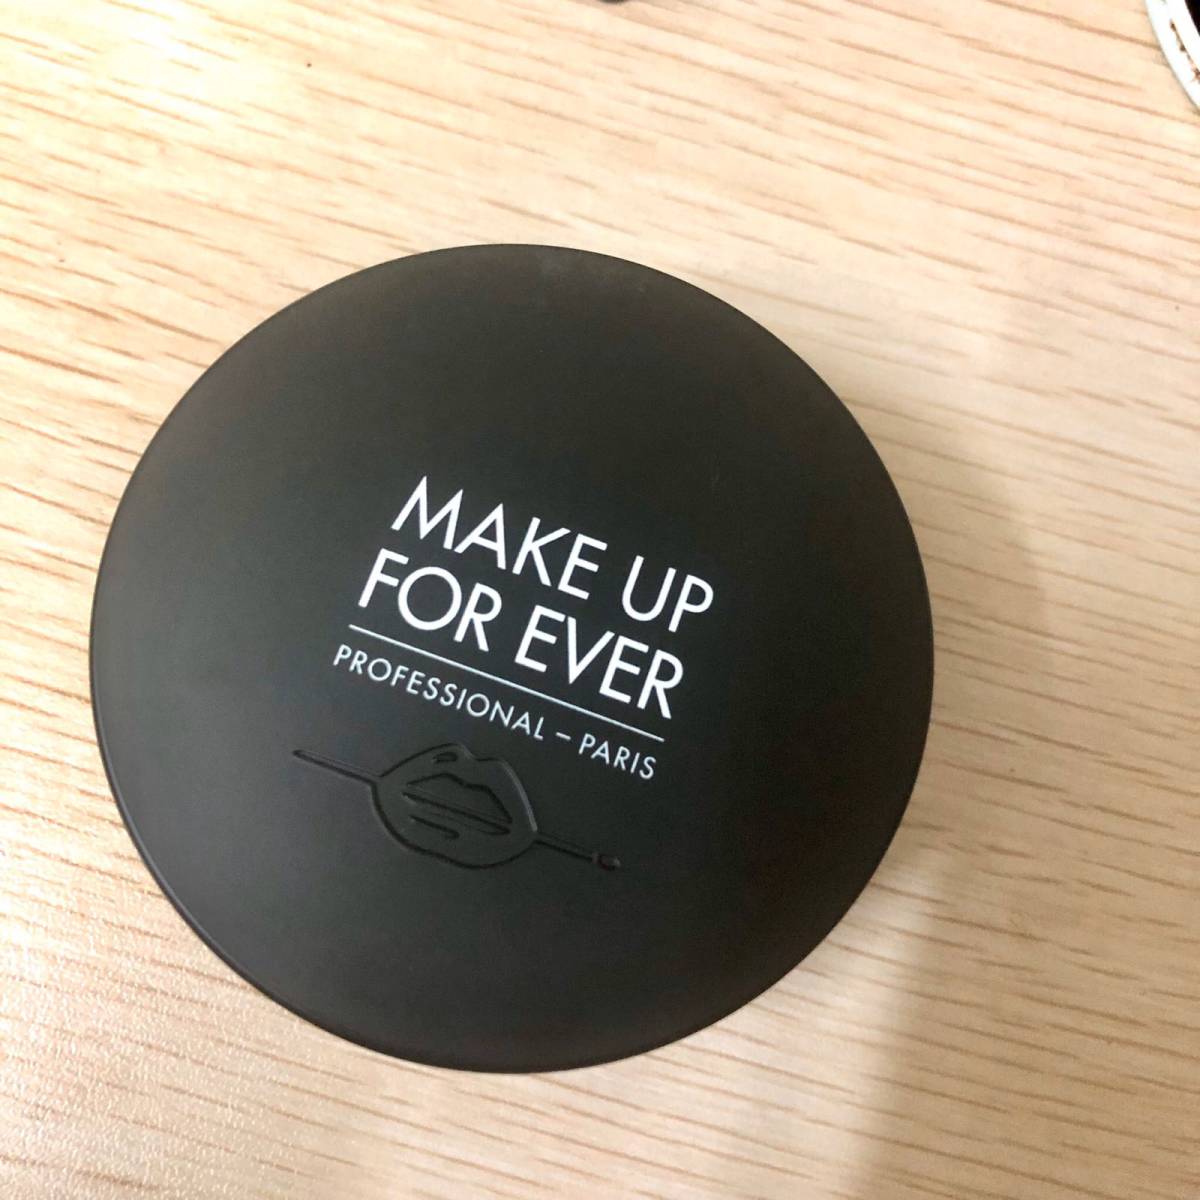 MAKE UP
FOR EVER
PROFESSIONAL – PARIS